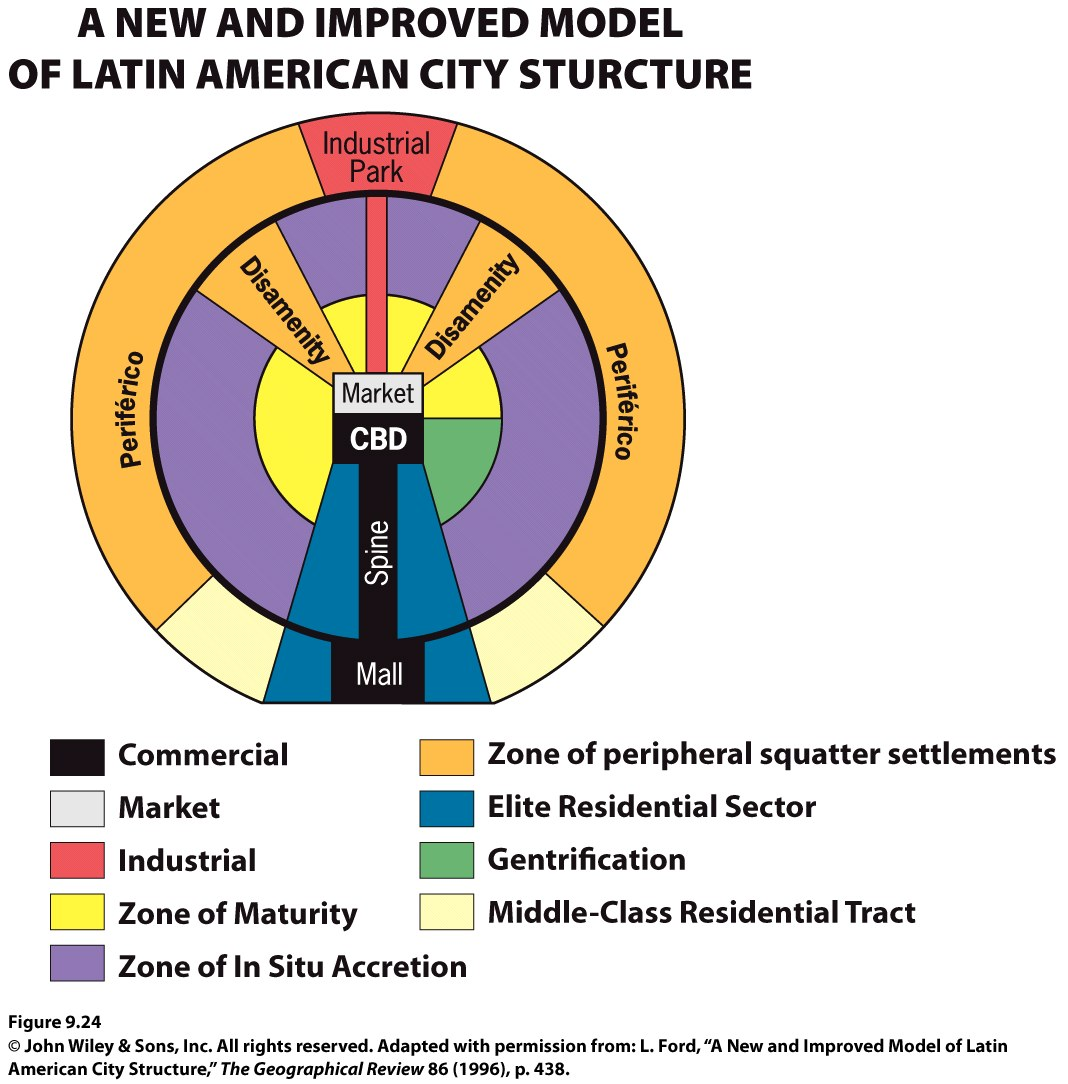 A NEW AND IMPROVED MODEL
OF LATIN AMERICAN CITY STURCTURE
Industrial
Park
Disamenity
Disamenity
Periférico
Periférico
Market
CBD
Spine
Mall
Commercial
Market
Industrial
Zone of Maturity
Zone of In Situ Accretion
Zone of peripheral squatter settlements
Elite Residential Sector
Gentrification
Middle-Class Residential Tract
Figure 9.24
© John Wiley & Sons, Inc. All rights reserved. Adapted with permission from: L. Ford, “A New and Improved Model of Latin
American City Structure,” The Geographical Review 86 (1996), p. 438.